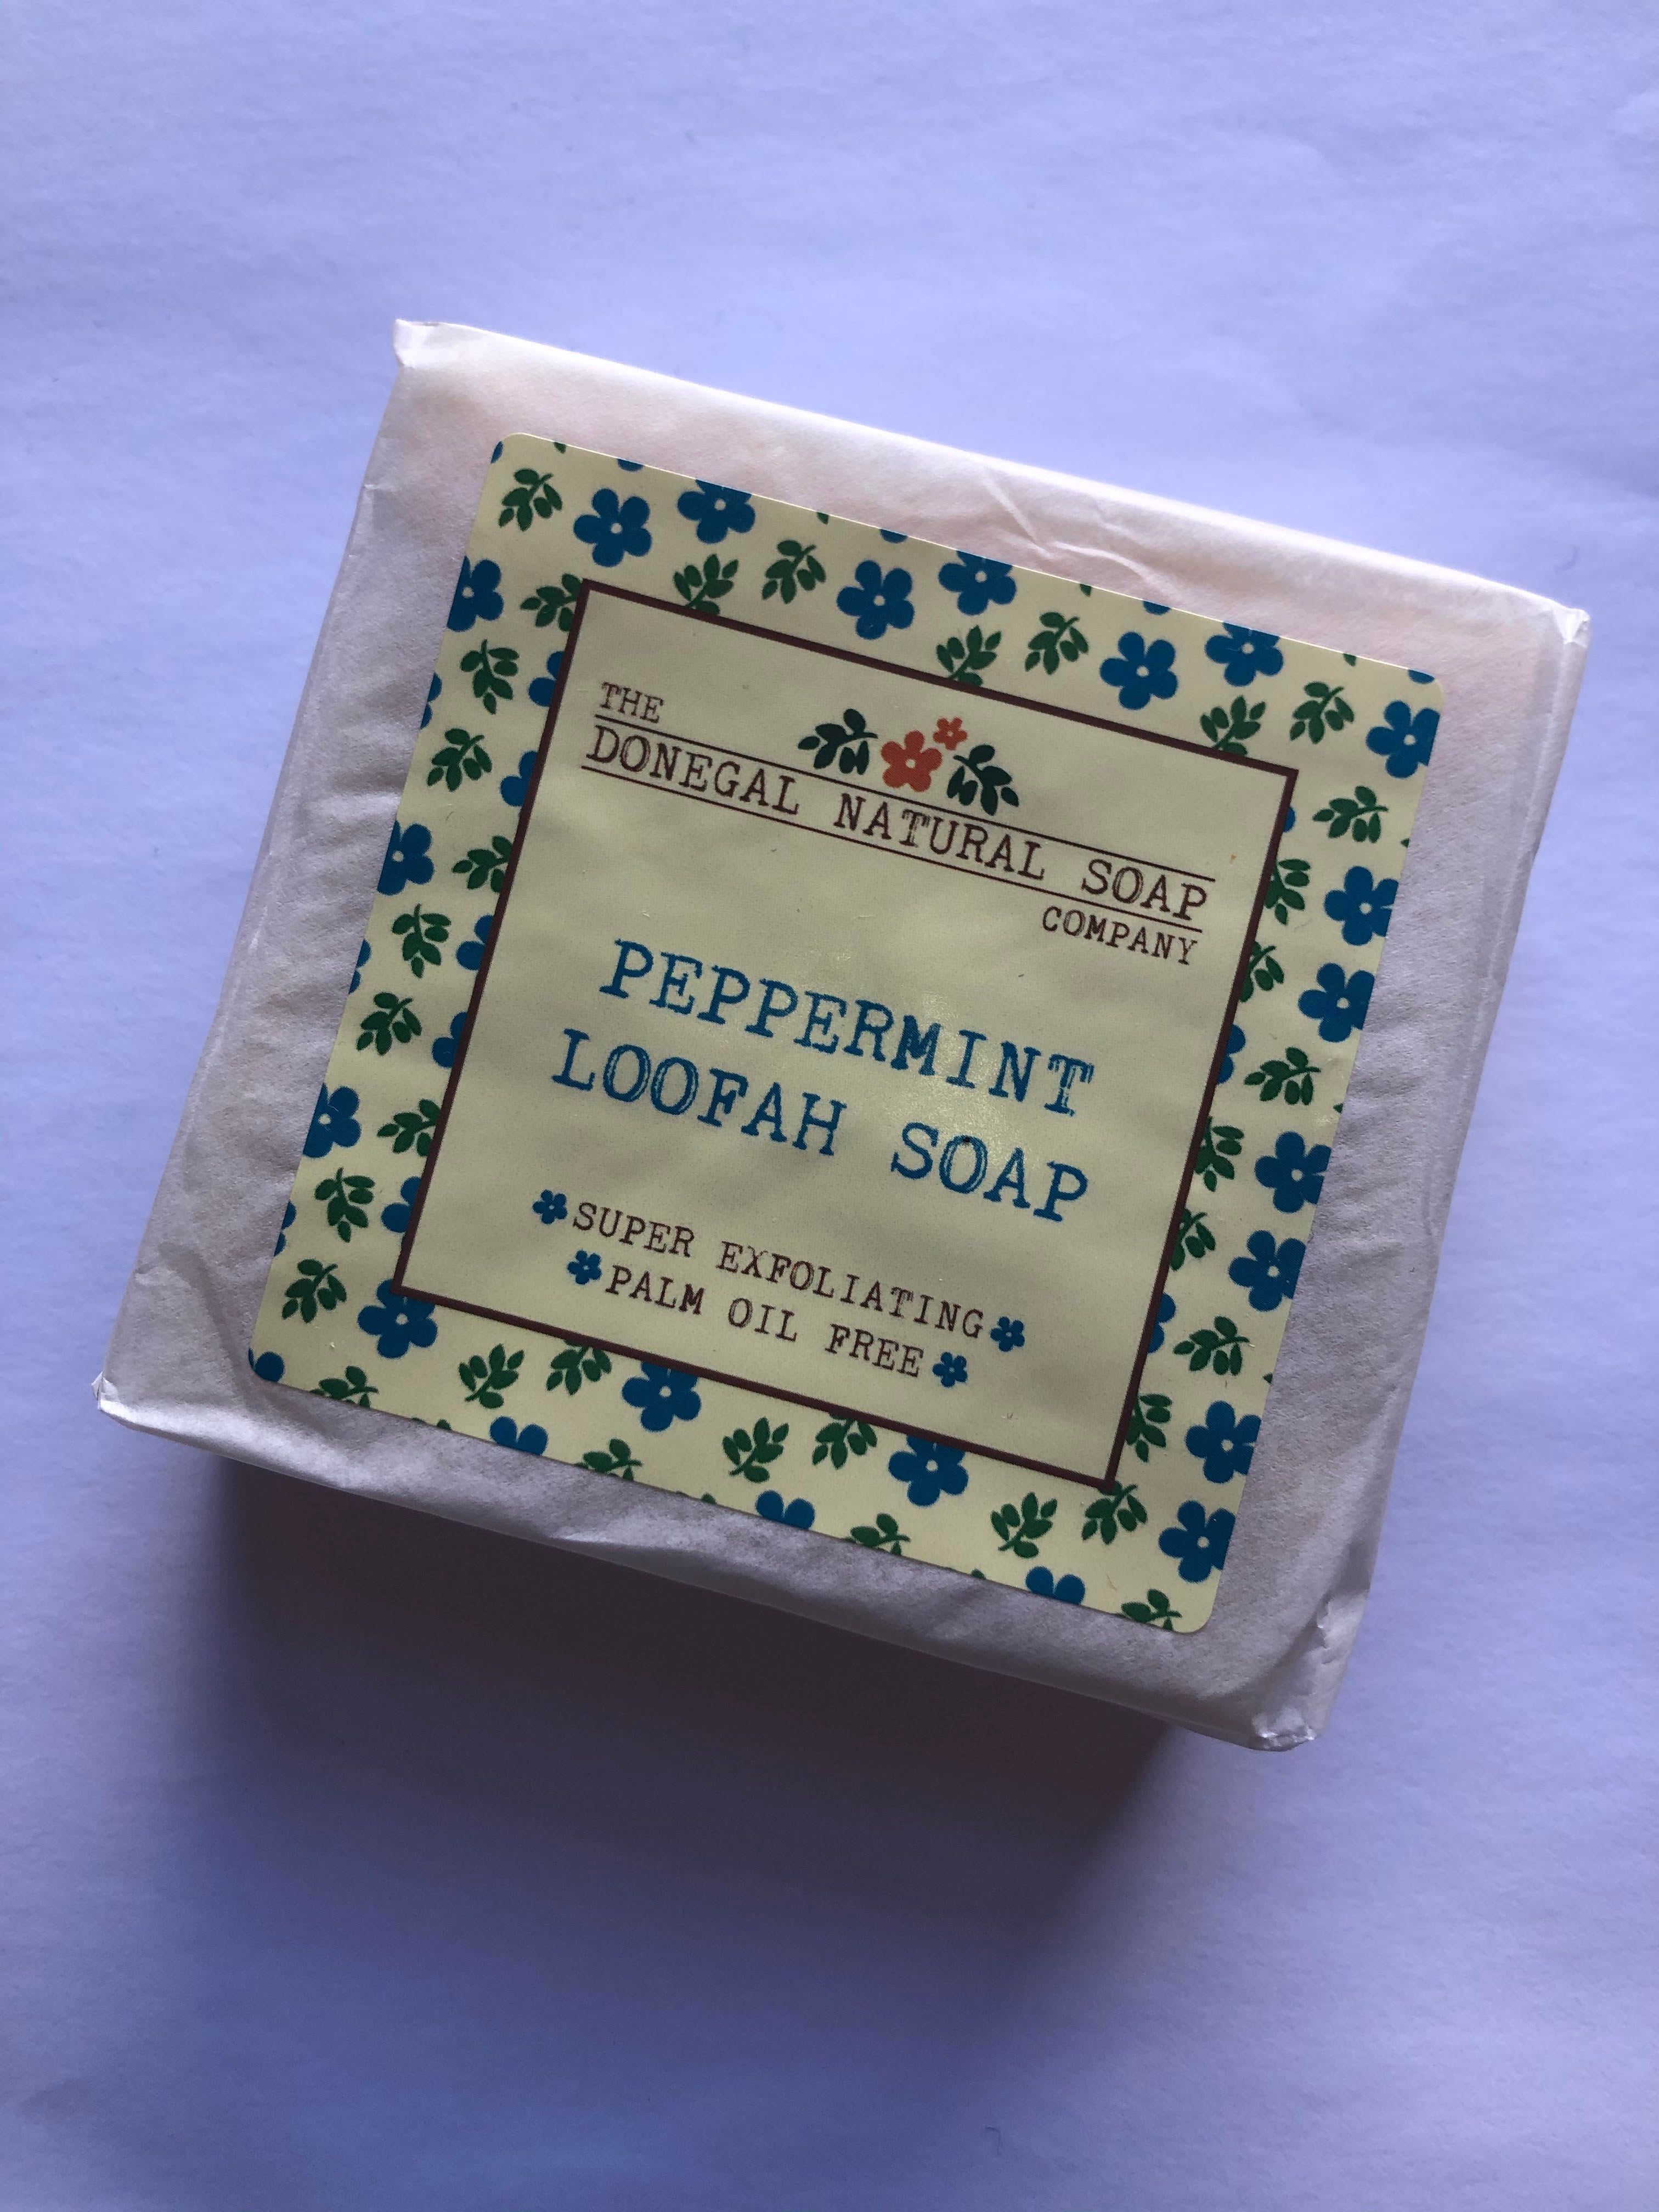 THE
DONEGAL NATURAL SOAP
COMPANY
PEPPERMINT
LOOFAH SOAP
SUPER EXFOLIATING
PALM OIL FREE